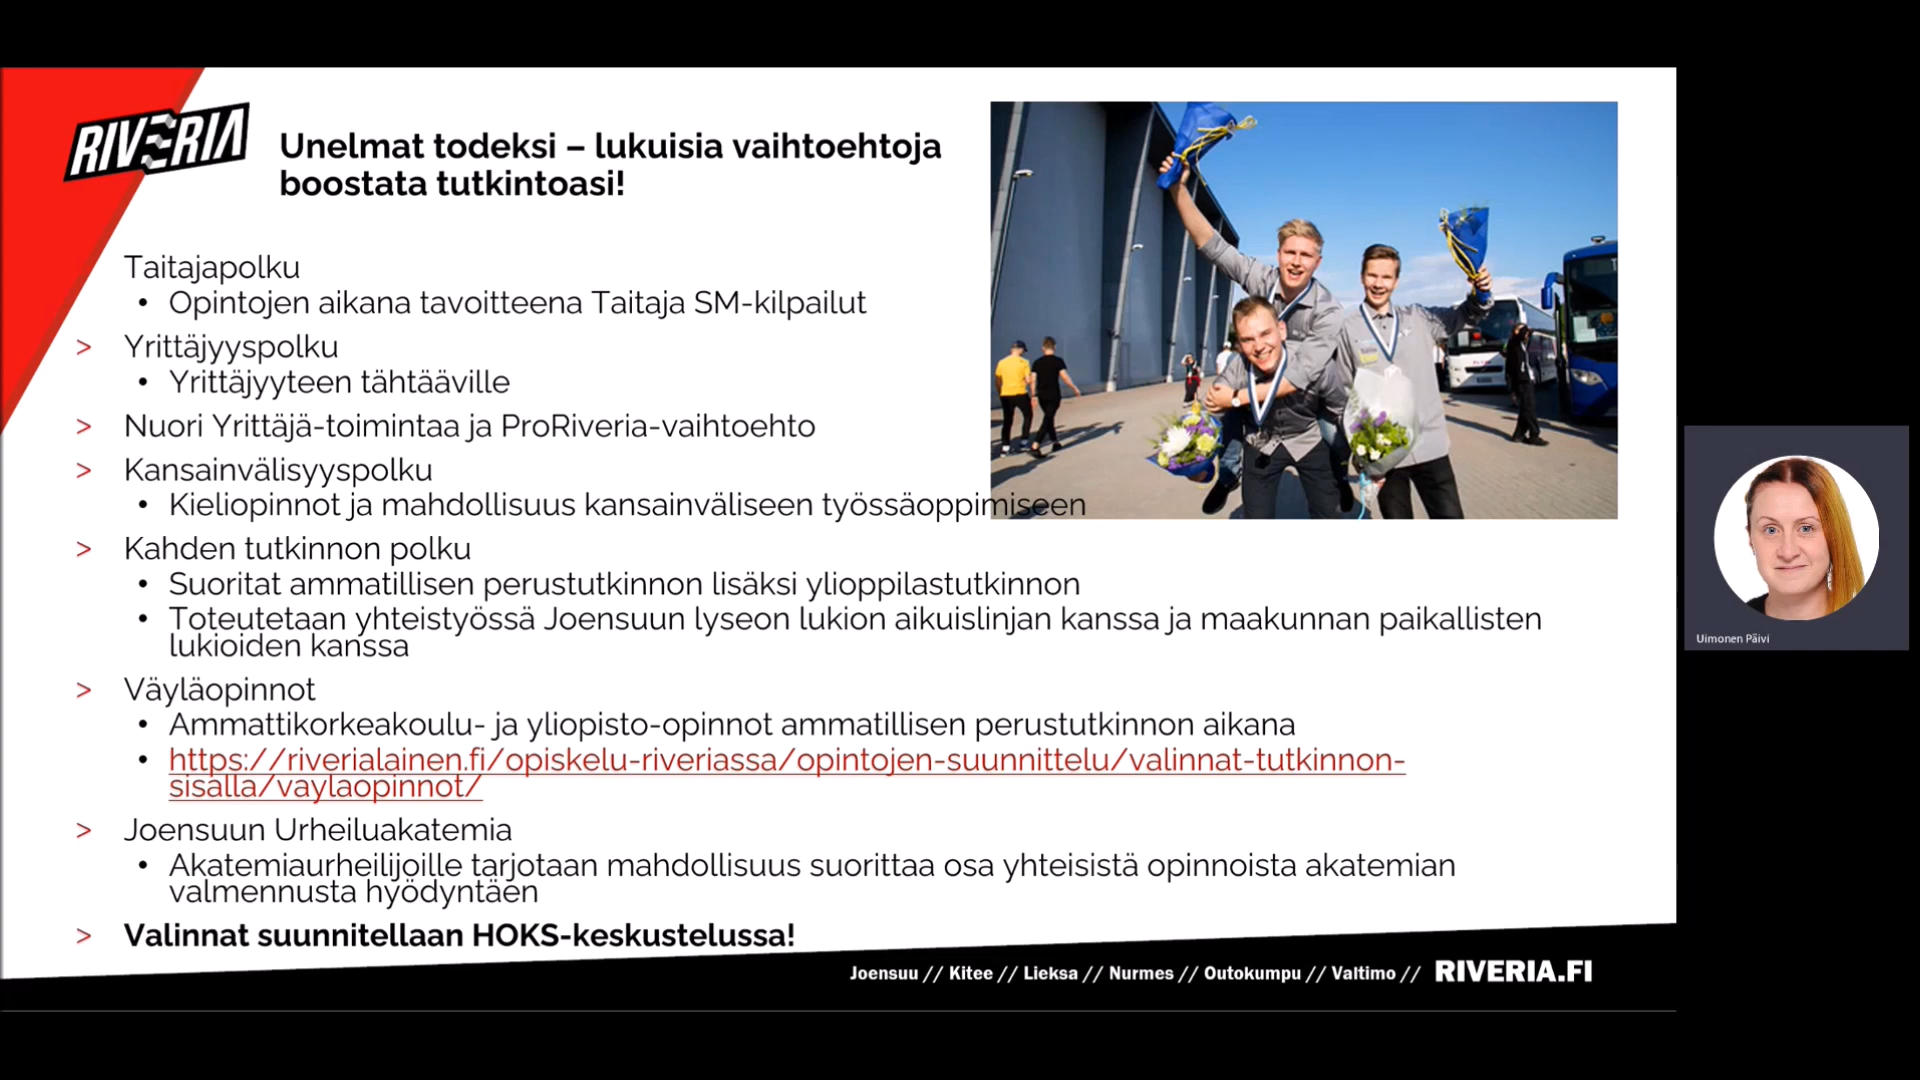 RIVERIA
Unelmat todeksi – lukuisia vaihtoehtoja
boostata tutkintoasi!
Taitajapolku
• Opintojen aikana tavoitteena Taitaja SM-kilpailut
> Yrittäjyyspolku
• Yrittäjyyteen tähtääville
> Nuori Yrittäjä-toimintaa ja ProRiveria-vaihtoehto
> Kansainvälisyyspolku
• Kieliopinnot ja mahdollisuus kansainväliseen työssäoppimiseen
> Kahden tutkinnon polku
• Suoritat ammatillisen perustutkinnon lisäksi ylioppilastutkinnon
• Toteutetaan yhteistyössä Joensuun lyseon lukion aikuislinjan kanssa ja maakunnan paikallisten
lukioiden kanssa
> Väyläopinnot
• Ammattikorkeakoulu- ja yliopisto-opinnot ammatillisen perustutkinnon aikana
• https://riverialainen.fi/opiskelu-riveriassa/opintojen-suunnittelu/valinnat-tutkinnon-
sisalla/vaylaopinnot/
> Joensuun Urheiluakatemia
• Akatemiaurheilijoille tarjotaan mahdollisuus suorittaa osa yhteisistä opinnoista akatemian
valmennusta hyödyntäen
> Valinnat suunnitellaan HOKS-keskustelussa!
Joensuu // Kitee // Lieksa // Nurmes // Outokumpu // Valtimo // RIVERIA.FI
Uimonen Päivi